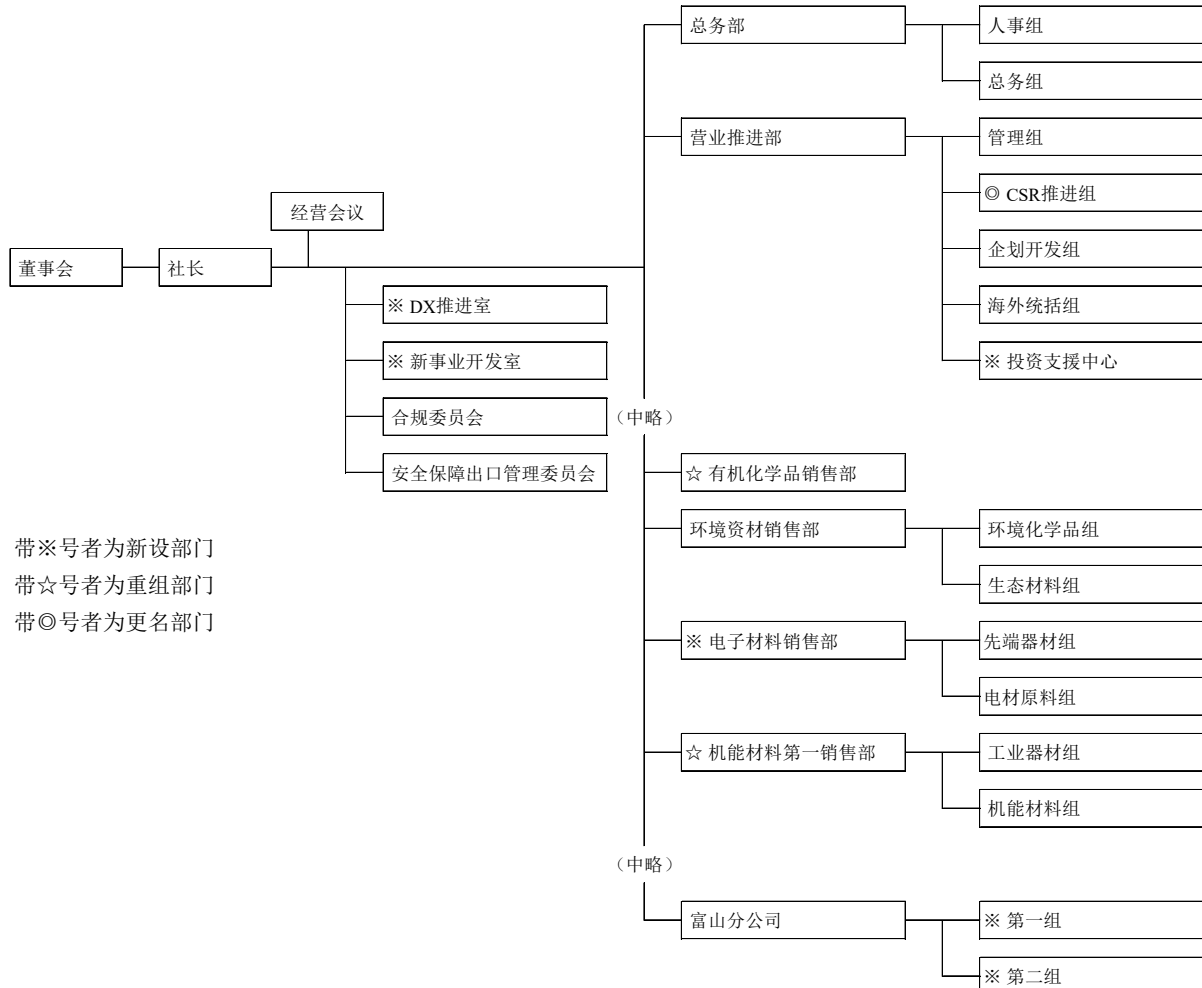 总务部
人事组
总务组
营业推进部
管理组
◎ CSR推进组
企划开发组
海外统括组
※ 投资支援中心
经营会议
董事会
社长
※ DX推进室
※ 新事业开发室
合规委员会
安全保障出口管理委员会
（中略）
☆ 有机化学品销售部
环境资材销售部
环境化学品组
生态材料组
※ 电子材料销售部
先端器材组
电材原料组
☆ 机能材料第一销售部
工业器材组
机能材料组
（中略）
富山分公司
※ 第一组
※ 第二组
带※号者为新设部门
带☆号者为重组部门
带◎号者为更名部门